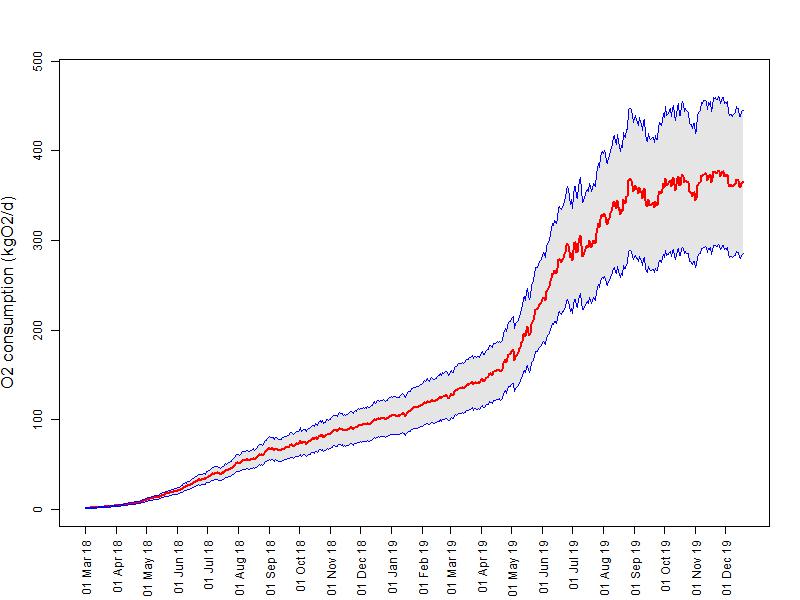 O2 consumption (kgO2/d)
500
400
300
200
100
0
01 Mar 18
01 Apr 18
01 May 18
01 Jun 18
01 Jul 18
01 Aug 18
01 Sep 18
01 Oct 18
01 Nov 18
01 Dec 18
01 Jan 19
01 Feb 19
01 Mar 19
01 Apr 19
01 May 19
01 Jun 19
01 Jul 19
01 Aug 19
01 Sep 19
01 Oct 19
01 Nov 19
01 Dec 19